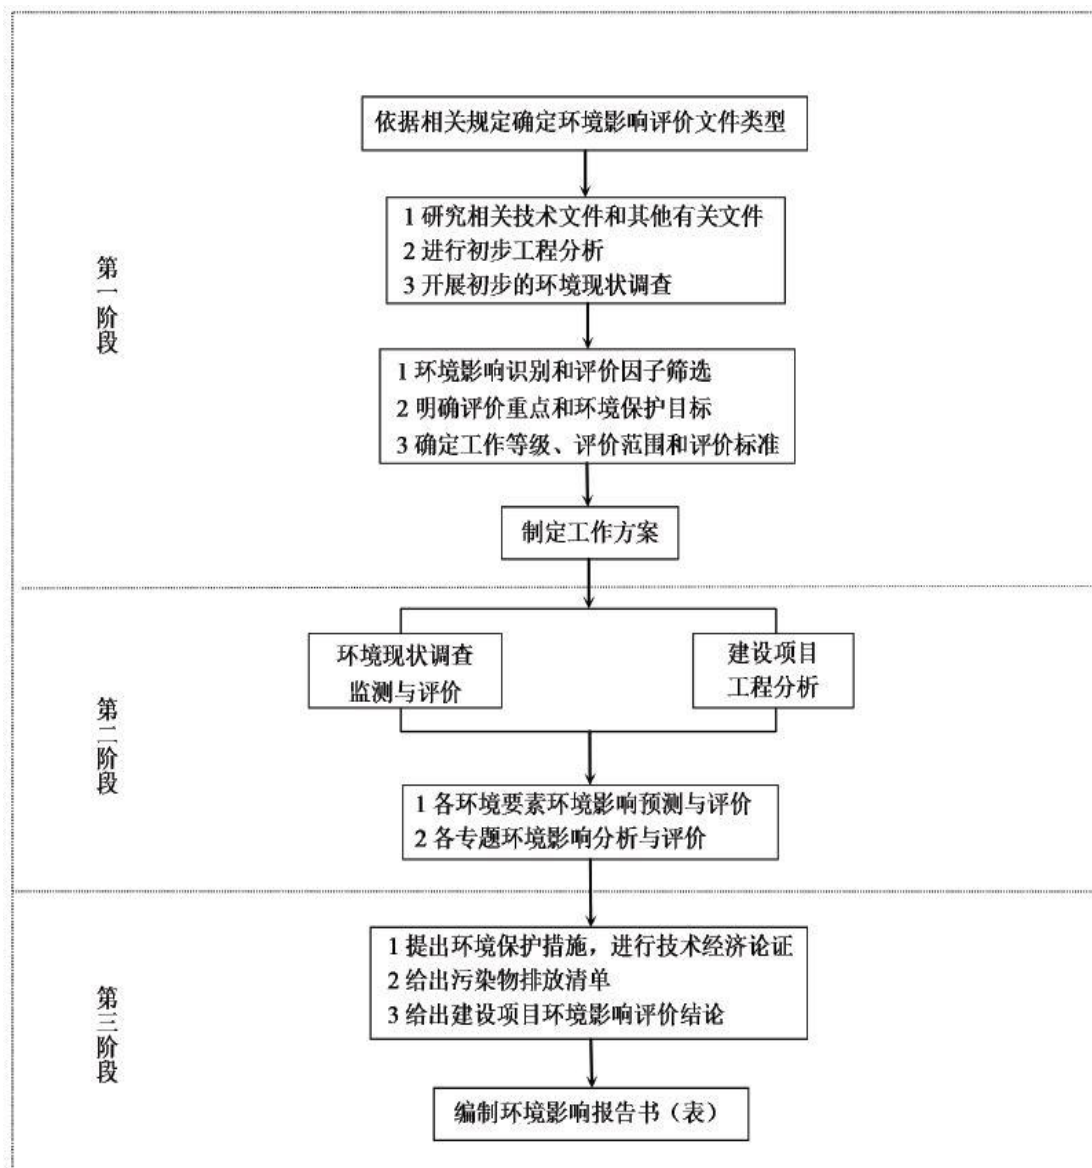 依据相关规定确定环境影响评价文件类型
1 研究相关技术文件和其他有关文件
2 进行初步工程分析
3 开展初步的环境现状调查
第一阶段
1 环境影响识别和评价因子筛选
2 明确评价重点和环境保护目标
3 确定工作等级、评价范围和评价标准
制定工作方案
环境现状调查
监测与评价
建设项目
工程分析
第二阶段
1 各环境要素环境影响预测与评价
2 各专题环境影响分析与评价
1 提出环境保护措施，进行技术经济论证
2 给出污染物排放清单
3 给出建设项目环境影响评价结论
第三阶段
编制环境影响报告书（表）